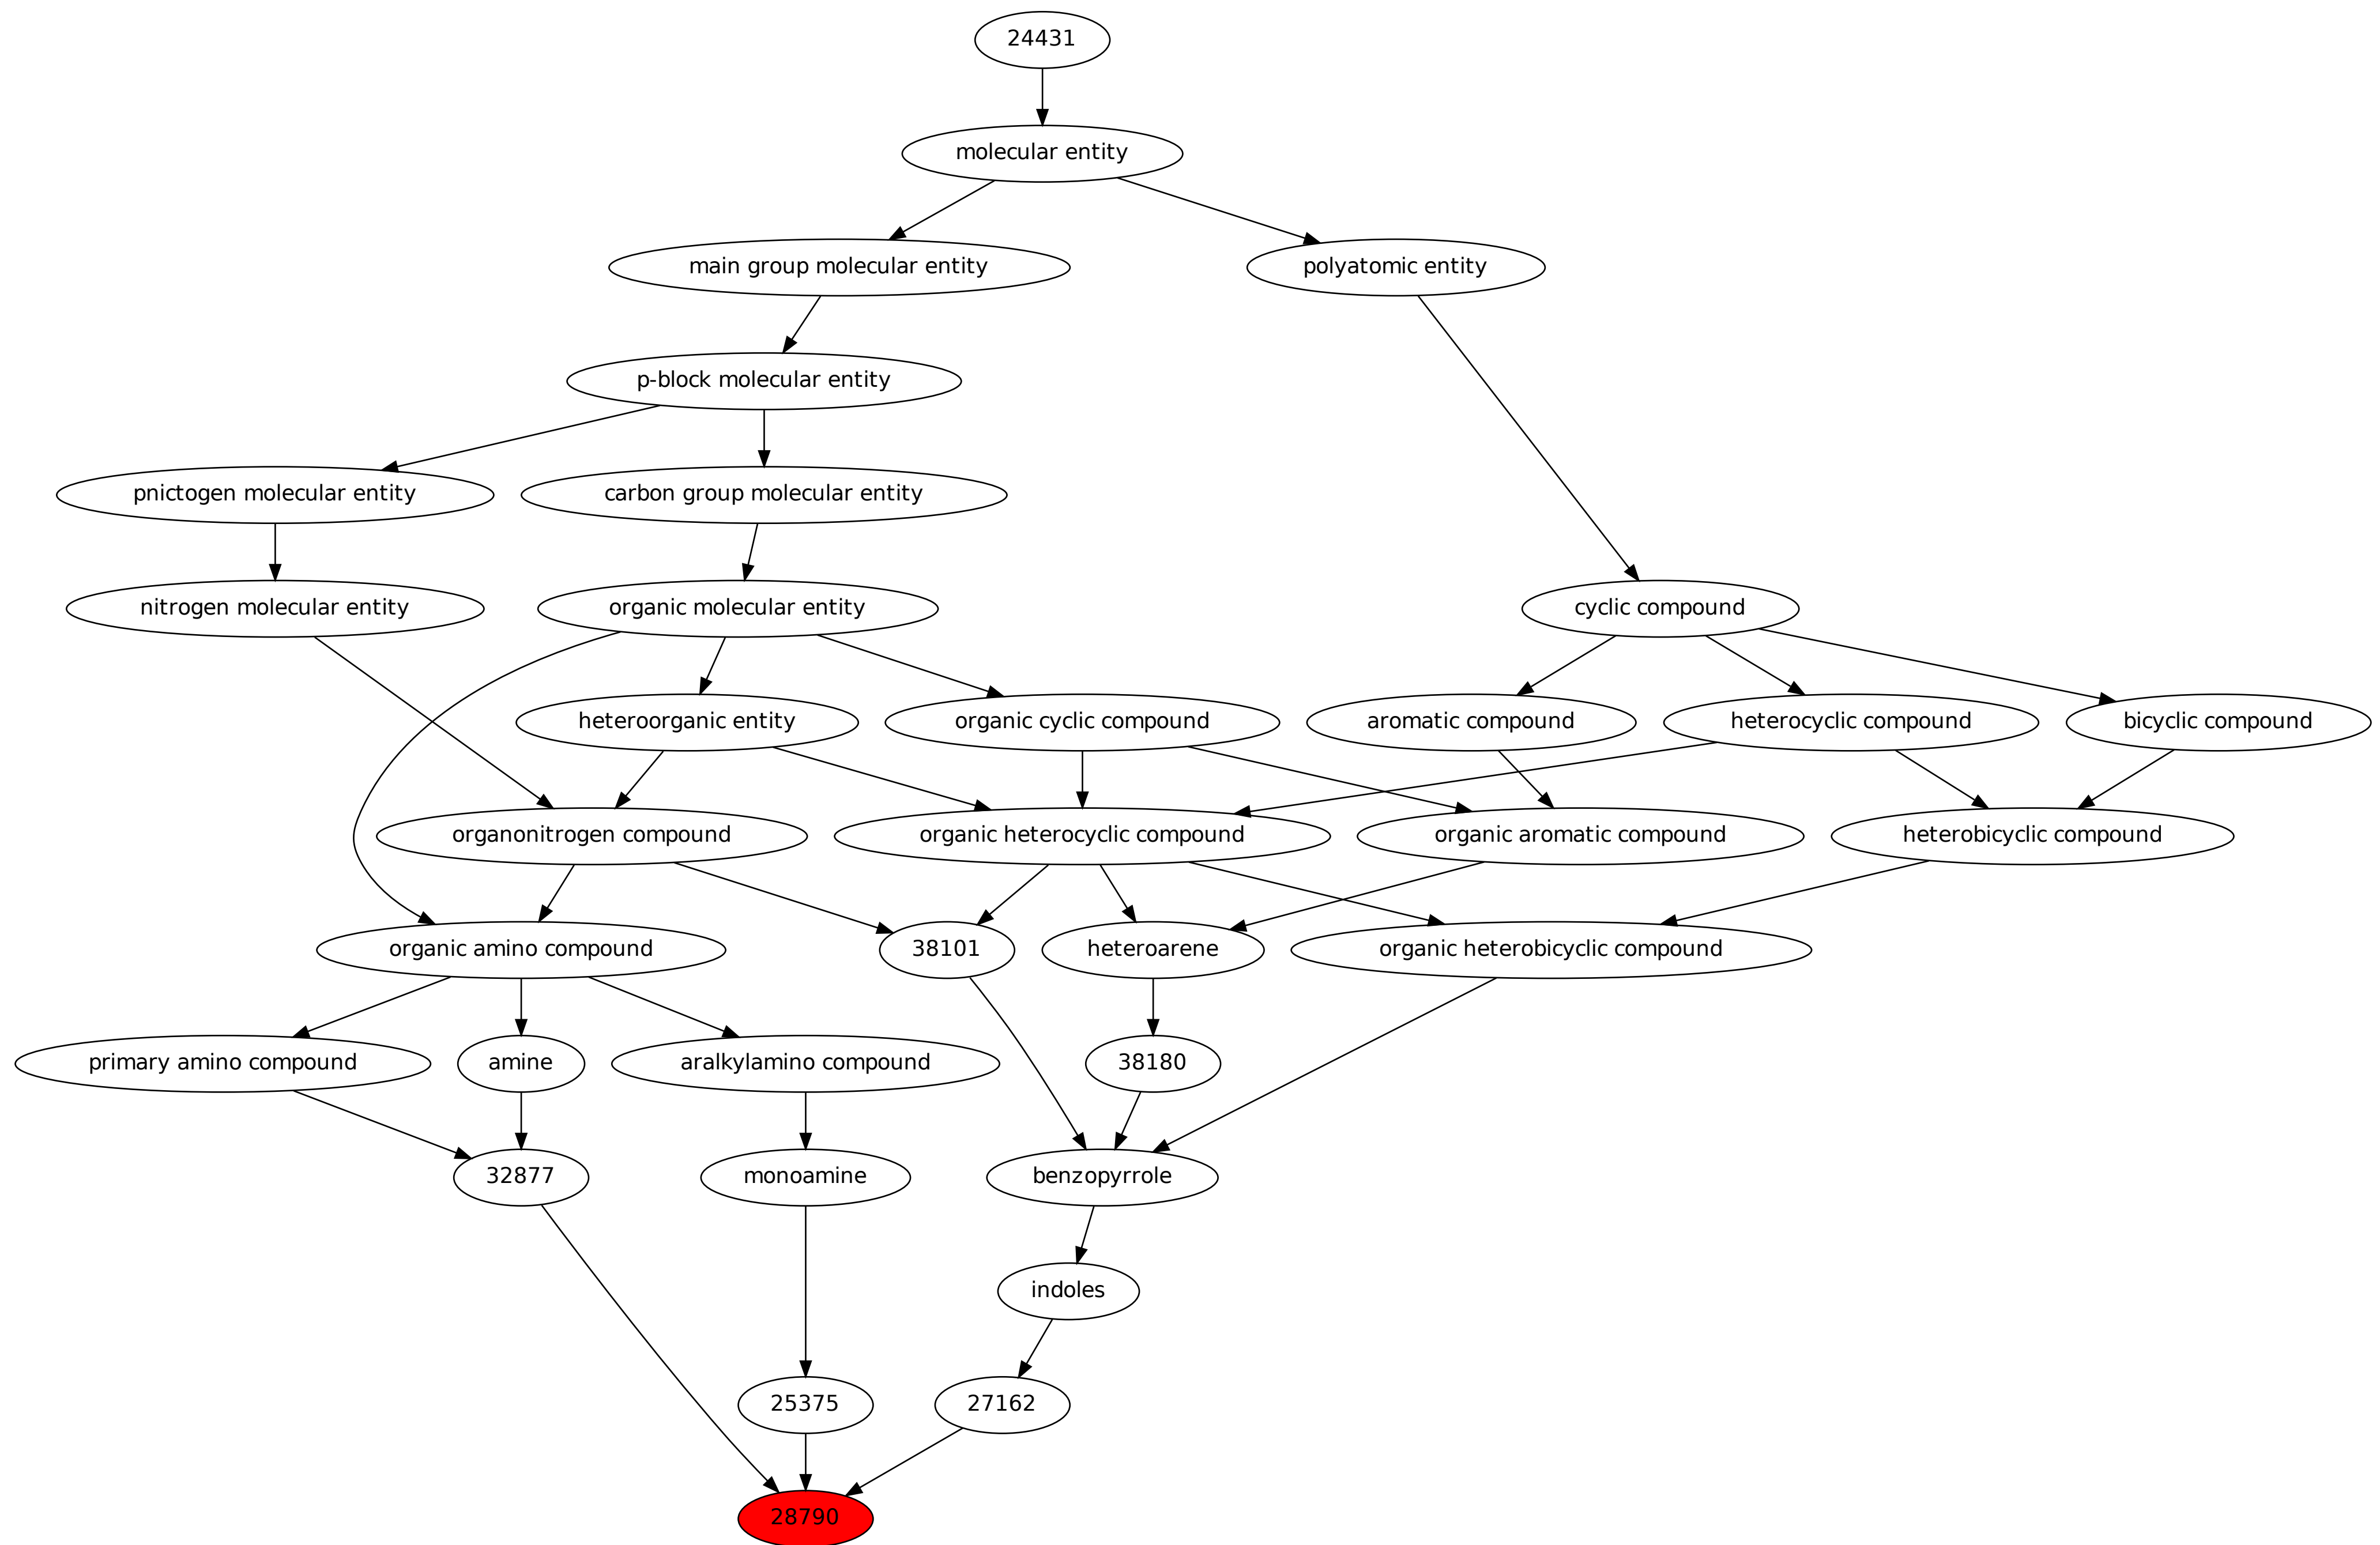 24431
molecular entity
main group molecular entity
polyatomic entity
p-block molecular entity
pnictogen molecular entity
carbon group molecular entity
nitrogen molecular entity
organic molecular entity
cyclic compound
heteroorganic entity
organic cyclic compound
aromatic compound
heterocyclic compound
bicyclic compound
organonitrogen compound
organic heterocyclic compound
organic aromatic compound
heterobicyclic compound
organic amino compound
38101
heteroarene
organic heterobicyclic compound
primary amino compound
amine
aralkylamino compound
38180
32877
monoamine
benzopyrrole
indoles
25375
27162
28790